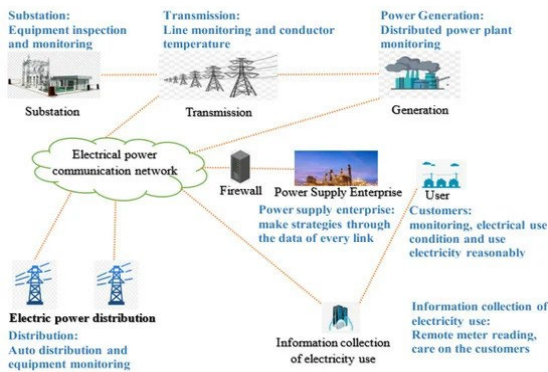 Substation:
Equipment inspection
and monitoring
Transmission:
Line monitoring and conductor
temperature
Power Generation:
Distributed power plant
monitoring
Substation
Transmission
Generation
Electrical power
communication network
Firewall
Power Supply Enterprise
User
Power supply enterprise:
make strategies through
the data of every link
Customers:
monitoring, electrical use
condition and use
electricity reasonably
Electric power distribution
Distribution:
Auto distribution and
equipment monitoring
Information collection
of electricity use
Information collection of
electricity use:
Remote meter reading,
care on the customers